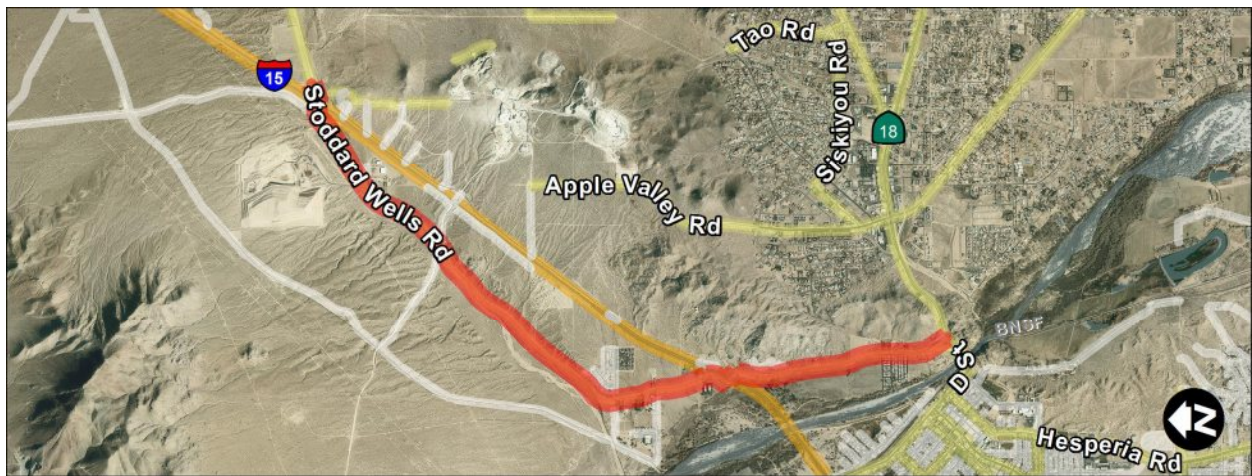 Tao Rd
15
Stoddard Wells Rd
Siskiyou Rd
18
Apple Valley Rd
BNSF
D St
Hesperia Rd
N